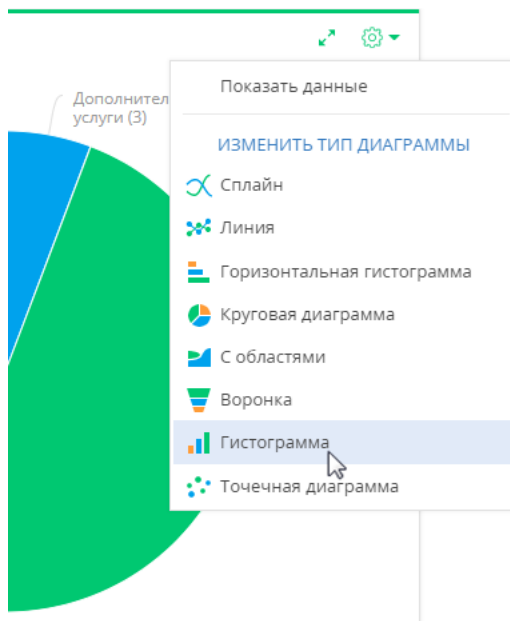 Показать данные
Дополнител
услуги (3)
ИЗМЕНИТЬ ТИП ДИАГРАММЫ
Сплайн
Линия
Горизонтальная гистограмма
Круговая диаграмма
С областями
Воронка
Гистограмма
Точечная диаграмма